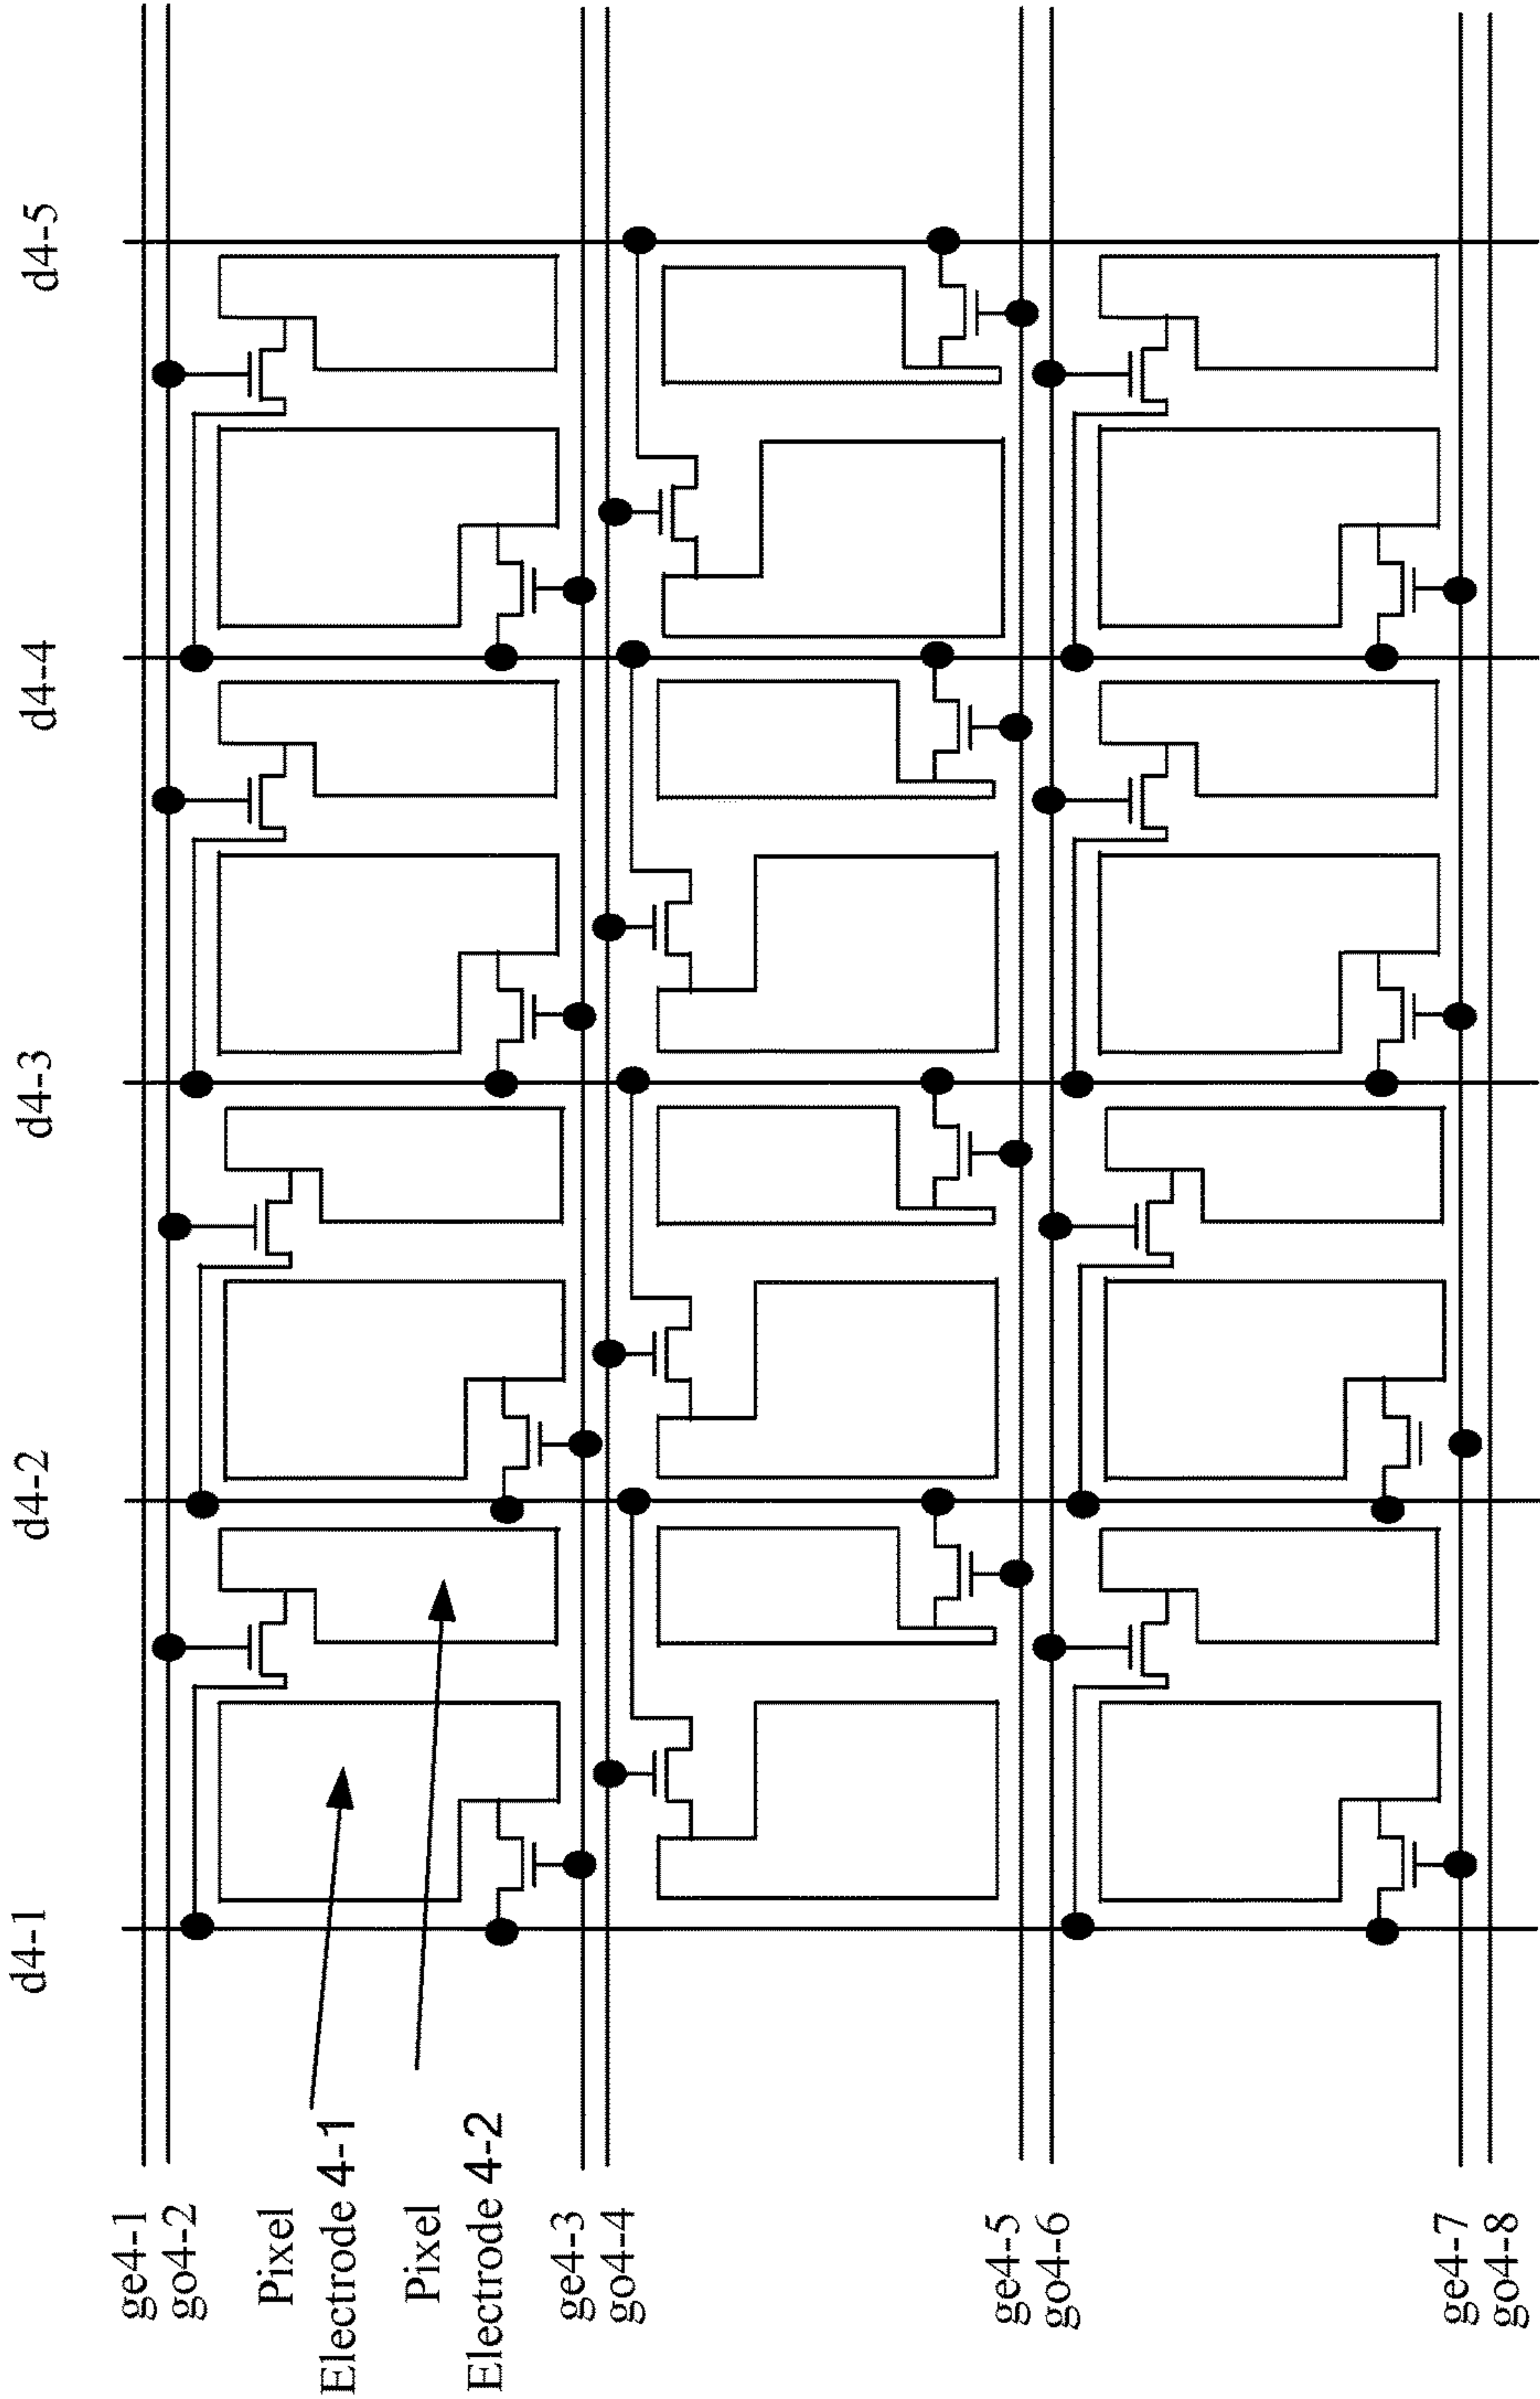 d4-1
d4-2
d4-3
d4-4
d4-5
ge4-1
go4-2
Pixel
Electrode 4-1
Pixel
Electrode 4-2
ge4-3
go4-4
ge4-5
go4-6
ge4-7
go4-8